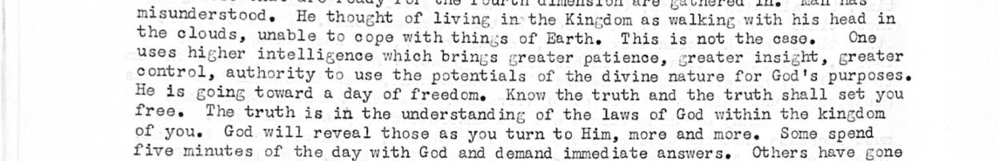 that are ready for the fourth dimension are gathered in. Man has
misunderstood. He thought of living in the Kingdom as walking with his head in
the clouds, unable to cope with things of Earth. This is not the case. One
uses higher intelligence which brings greater patience, greater insight, greater
control, authority to use the potentials of the divine nature for God's purposes.
He is going toward a day of freedom. Know the truth and the truth shall set you
free. The truth is in the understanding of the laws of God within the kingdom
of you. God will reveal those as you turn to Him, more and more. Some spend
five minutes of the day with God and demand immediate answers. Others have gone